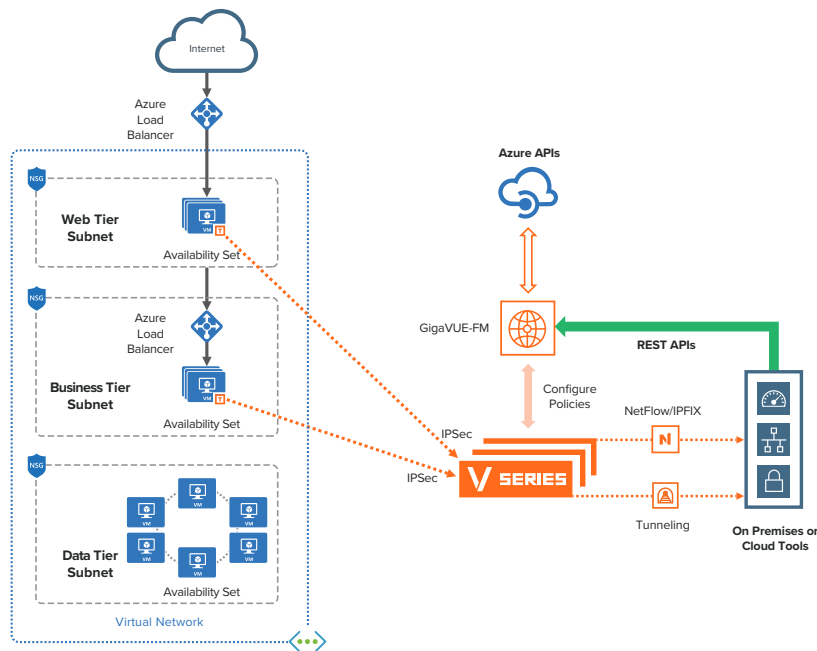 Internet
Azure
Load
Balancer
NSG
Web Tier
Subnet
VM
T
Availability Set
NSG
Azure
Load
Balancer
Business Tier
Subnet
VM
T
Availability Set
NSG
VM
VM
VM
VM
VM
VM
Data Tier
Subnet
Availability Set
Virtual Network
Azure APIs
GigaVUE-FM
REST APIs
Configure
Policies
IPSec
IPSec
V SERIES
NetFlow/IPFIX
N
Tunneling
On Premises or
Cloud Tools